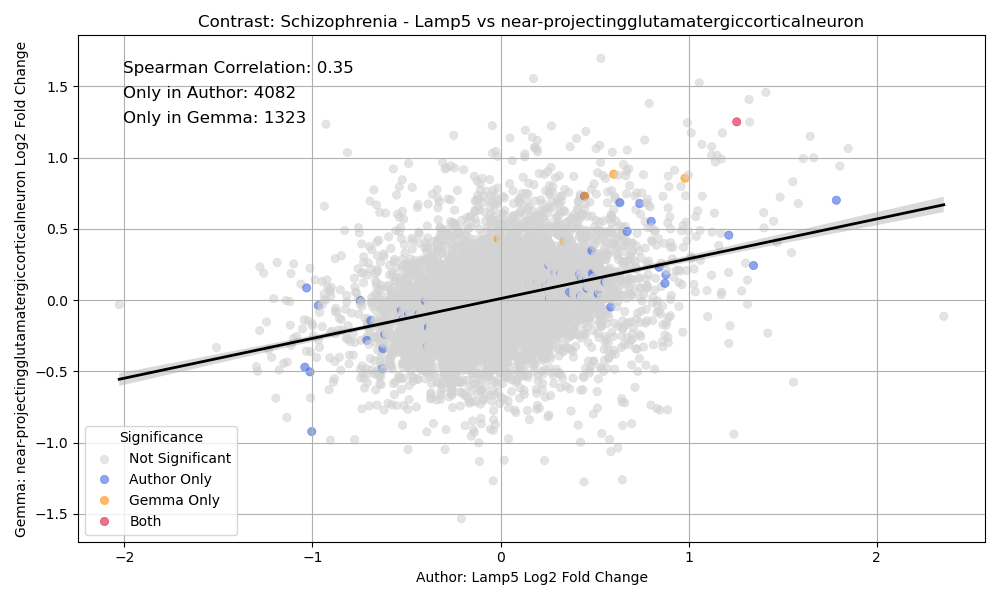 Contrast: Schizophrenia - Lamp5 vs near-projectingglutamatergiccorticalneuron
Spearman Correlation: 0.35
Only in Author: 4082
Only in Gemma: 1323
Gemma: near-projectingglutamatergiccorticalneuron Log2 Fold Change
1.5
1.0
0.5
0.0
−0.5
−1.0
−1.5
Significance
Not Significant
Author Only
Gemma Only
Both
−2
−1
0
1
2
Author: Lamp5 Log2 Fold Change